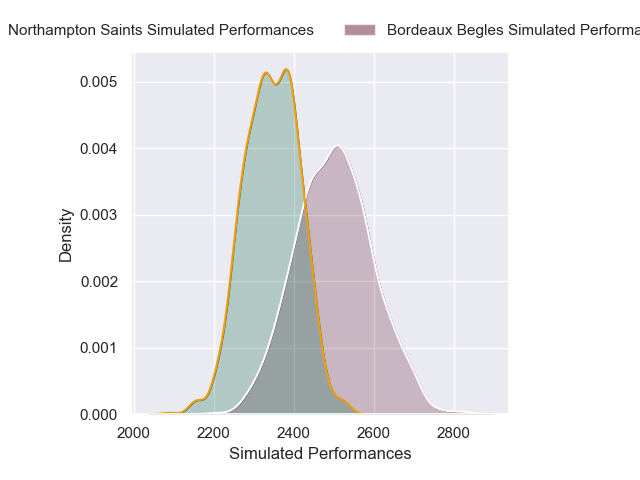 Northampton Saints Simulated Performances
Bordeaux Begles Simulated
0.005
0.004
0.003
0.002
0.001
0.000
Density
2000 2200 2400 2600 2800
Simulated Performances